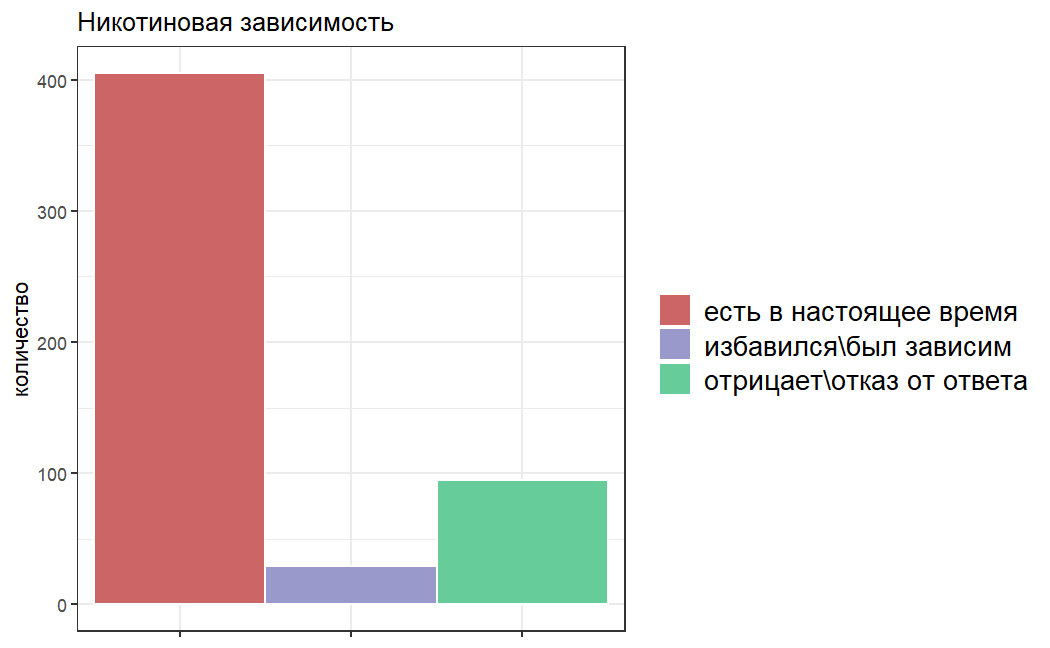 Никотиновая зависимость
количество
400
300
200
100
0
есть в настоящее время
избавился\был зависим
отрицает\отказ от ответа